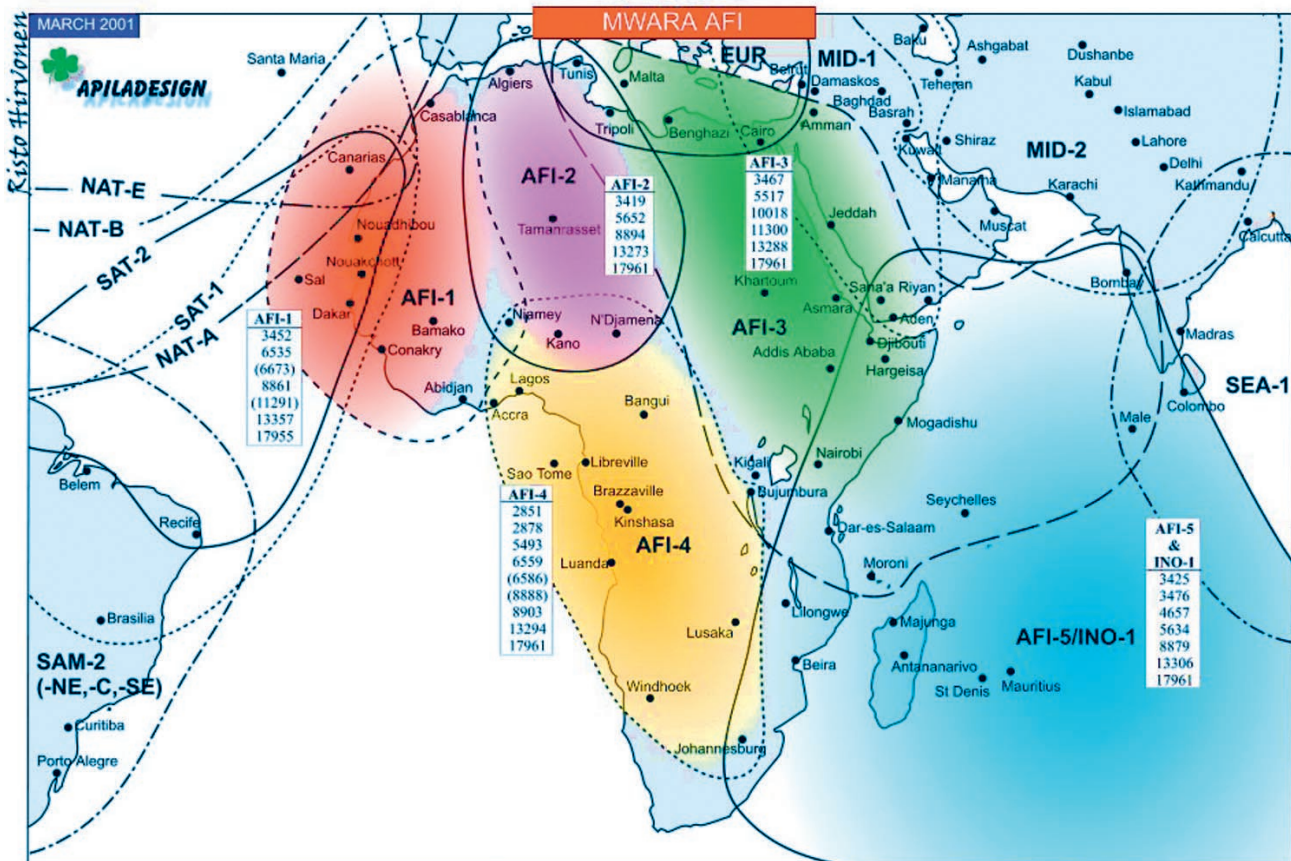 MARCH 2001
MWARA AFI
Risto Hirvonen
APILADESIGN
Santa Maria
Algiers
Tunis
Malta
EUR
Beirut
MID-1
Damaskos
Baghdad
Baku
Ashgabat
Teheran
Dushanbe
Kabul
Islamabad
Casablanca
Tripoli
Benghazi
Cairo
Amman
Basrah
Kuwait
Shiraz
MID-2
Lahore
Delhi
Kathmandu
Canarias
NAT-E
NAT-B
SAT-2
SAT-1
NAT-A
AFI-2
Tamanrasset
AFI-2
3419
5652
8894
13273
17961
AFI-3
3467
5517
10018
11300
13288
17961
Manama
Karachi
Muscat
Calcutta
Jeddah
Bombay
Nouadhibou
Nouakchott
Sal
Dakar
AFI-1
Bamako
Conakry
Abidjan
AFI-1
3452
6535
(6673)
8861
(11291)
13357
17955
Niamey
Kano
N'Djamena
Khartoum
Asmara
Sana'a
Riyan
Aden
AFI-3
Djibouti
Addis Ababa
Hargeisa
Madras
SEA-1
Colombo
Male
Lagos
Accra
Bangui
Mogadishu
Nairobi
Kigali
Bujumbura
Sao Tome
Libreville
Brazzaville
Kinshasa
AFI-4
Luanda
AFI-4
2851
2878
5493
6559
(6586)
(8888)
8903
13294
17961
Seychelles
Dar-es-Salaam
Moroni
AFI-5
&
INO-1
3425
3476
4657
5634
8879
13306
17961
Belem
Recife
Brasilia
SAM-2
(-NE,-C,-SE)
Curitiba
Porto Alegre
Lilongwe
Lusaka
Majunga
AFI-5/INO-1
Beira
Antananarivo
St Denis
Mauritius
Windhoek
Johannesburg